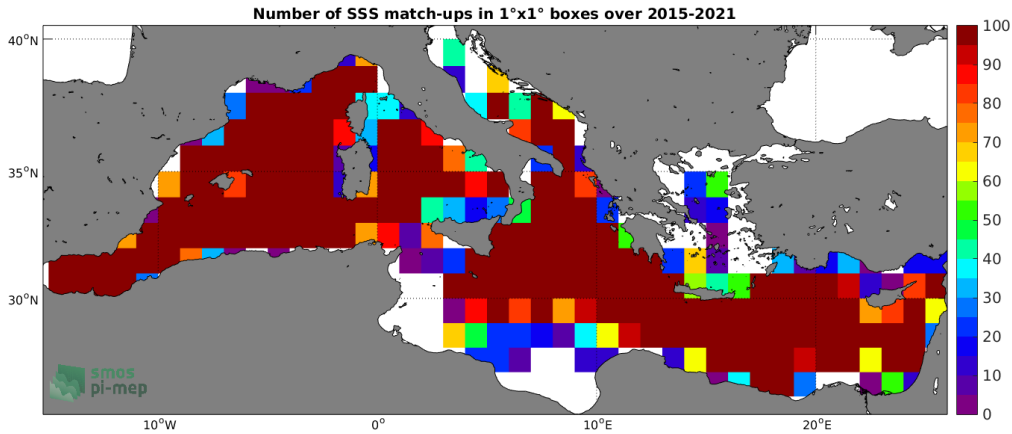 Number of SSS match-ups in 1°x1° boxes over 2015-2021
40°N
35°N
30°N
10°W
0°
10°E
20°E
100
90
80
70
60
50
40
30
20
10
0
smos
pi-mep